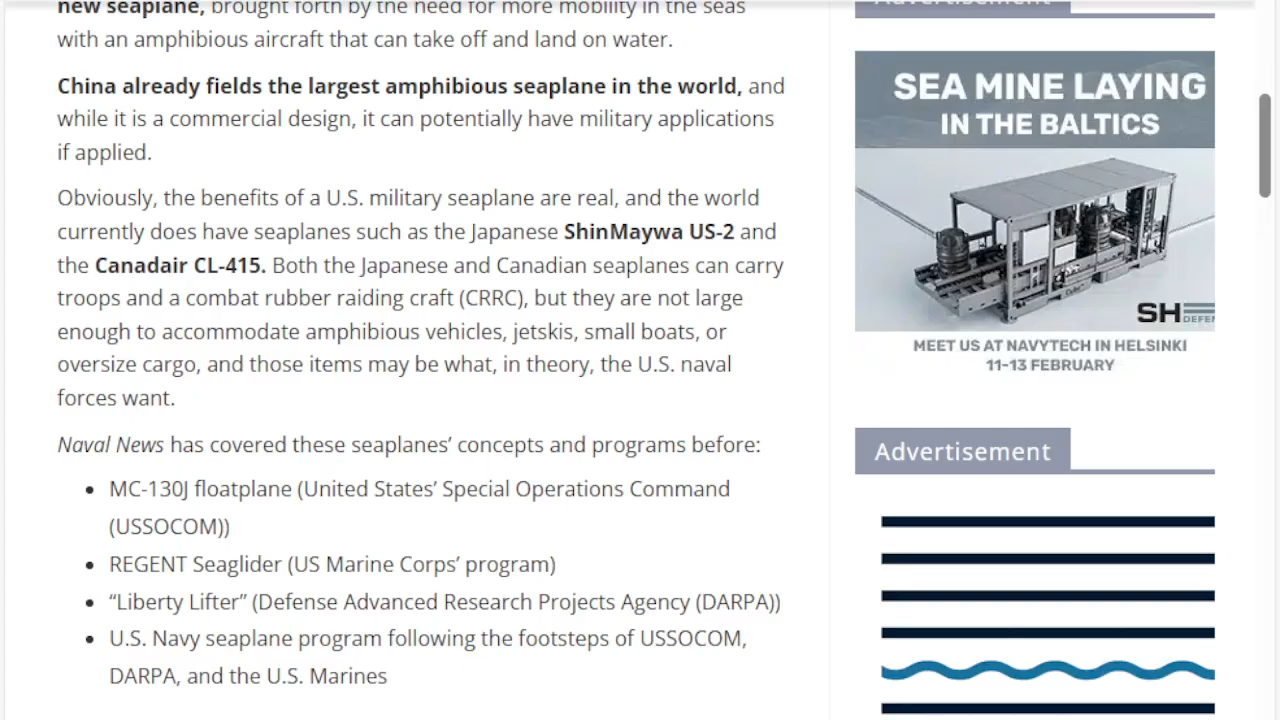 new seaplane, brought forth by the need for more mobility in the seas
with an amphibious aircraft that can take off and land on water.
China already fields the largest amphibious seaplane in the world, and
while it is a commercial design, it can potentially have military applications
if applied.
Obviously, the benefits of a U.S. military seaplane are real, and the world
currently does have seaplanes such as the Japanese ShinMaywa US-2 and
the Canadair CL-415. Both the Japanese and Canadian seaplanes can carry
troops and a combat rubber raiding craft (CRRC), but they are not large
enough to accommodate amphibious vehicles, jetskis, small boats, or
oversize cargo, and those items may be what, in theory, the U.S. naval
forces want.
Naval News has covered these seaplanes’ concepts and programs before:
• MC-130J floatplane (United States’ Special Operations Command
(USSOCOM))
• REGENT Seaglider (US Marine Corps’ program)
• “Liberty Lifter” (Defense Advanced Research Projects Agency (DARPA))
• U.S. Navy seaplane program following the footsteps of USSOCOM,
DARPA, and the U.S. Marines
Advertisement
SEA MINE LAYING
IN THE BALTICS
SH DEFEN
MEET US AT NAVYTECH IN HELSINKI
11-13 FEBRUARY
Advertisement